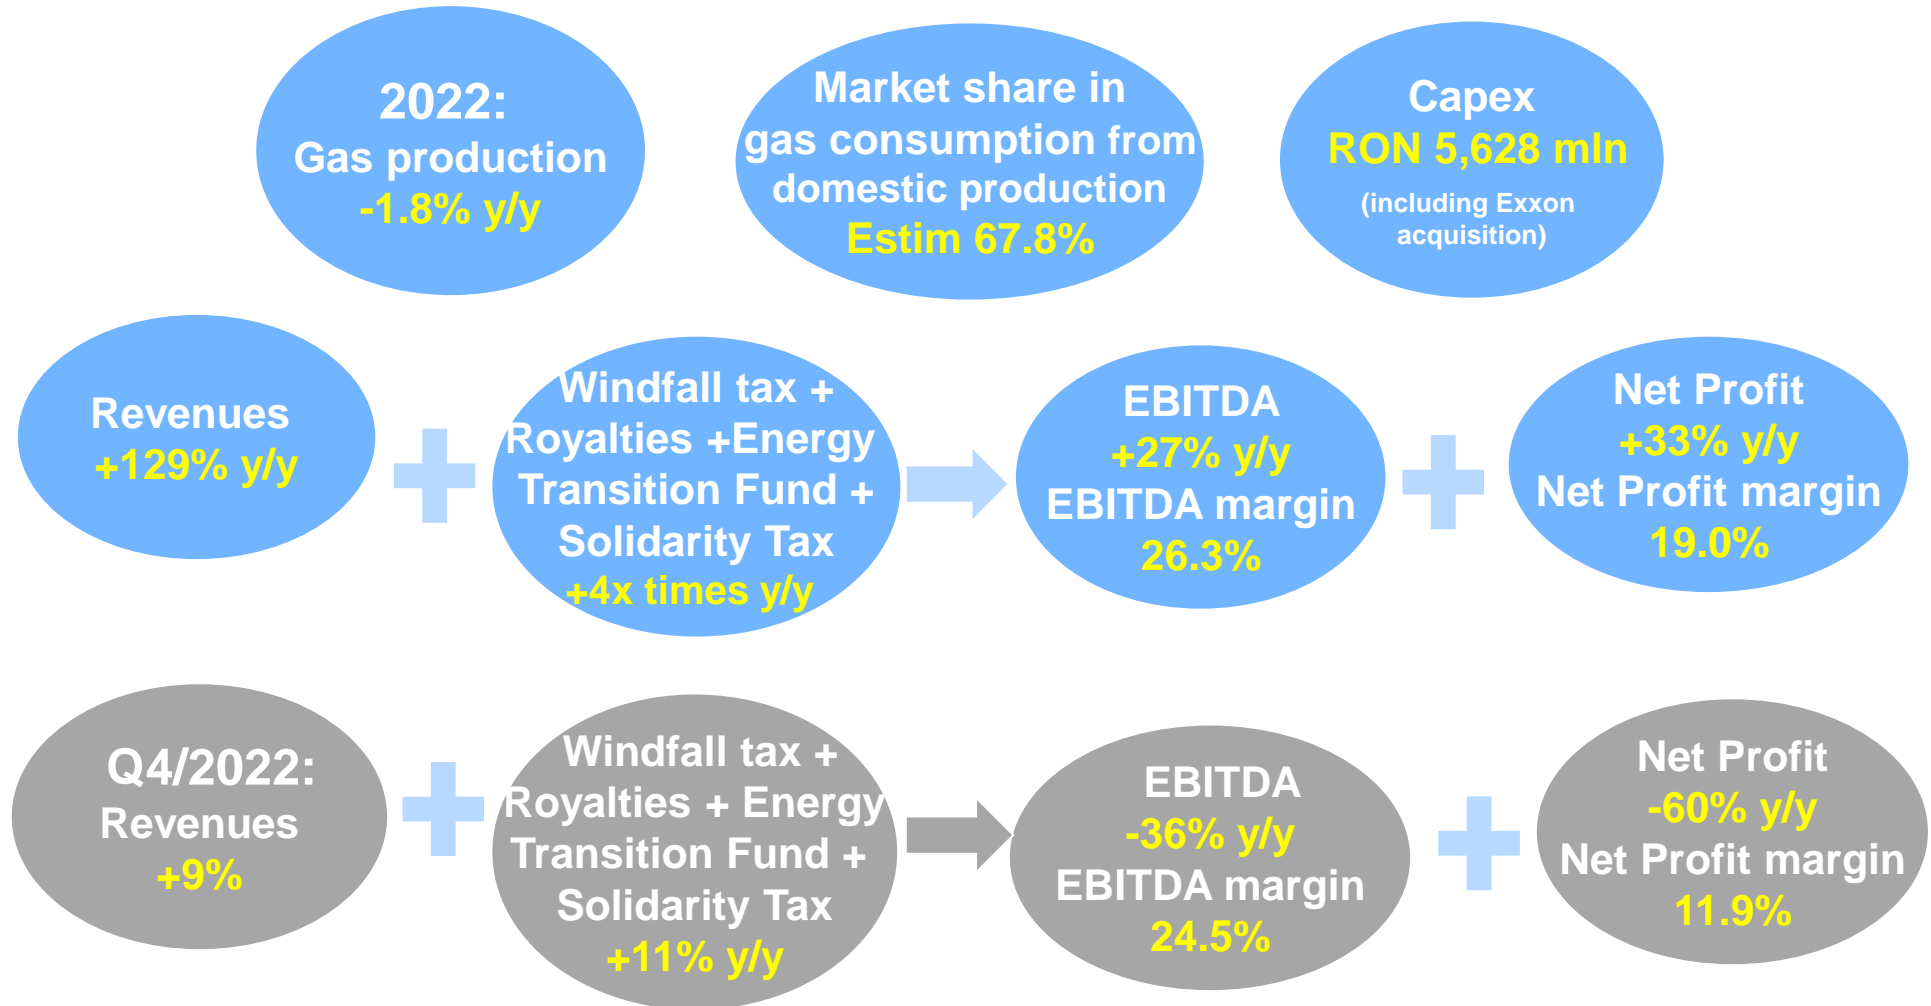 2022:
Gas production
-1.8% y/y
Market share in
gas consumption from
domestic production
Estim 67.8%
Capex
RON 5,628 mln
(including Exxon
acquisition)
Revenues
+129% y/y
Windfall tax +
Royalties +Energy
Transition Fund +
Solidarity Tax
+4x times y/y
EBITDA
+27% y/y
EBITDA margin
26.3%
Net Profit
+33% y/y
Net Profit margin
19.0%
Q4/2022:
Revenues
+9%
Windfall tax +
Royalties + Energy
Transition Fund +
Solidarity Tax
+11% y/y
EBITDA
-36% y/y
EBITDA margin
24.5%
Net Profit
-60% y/y
Net Profit margin
11.9%